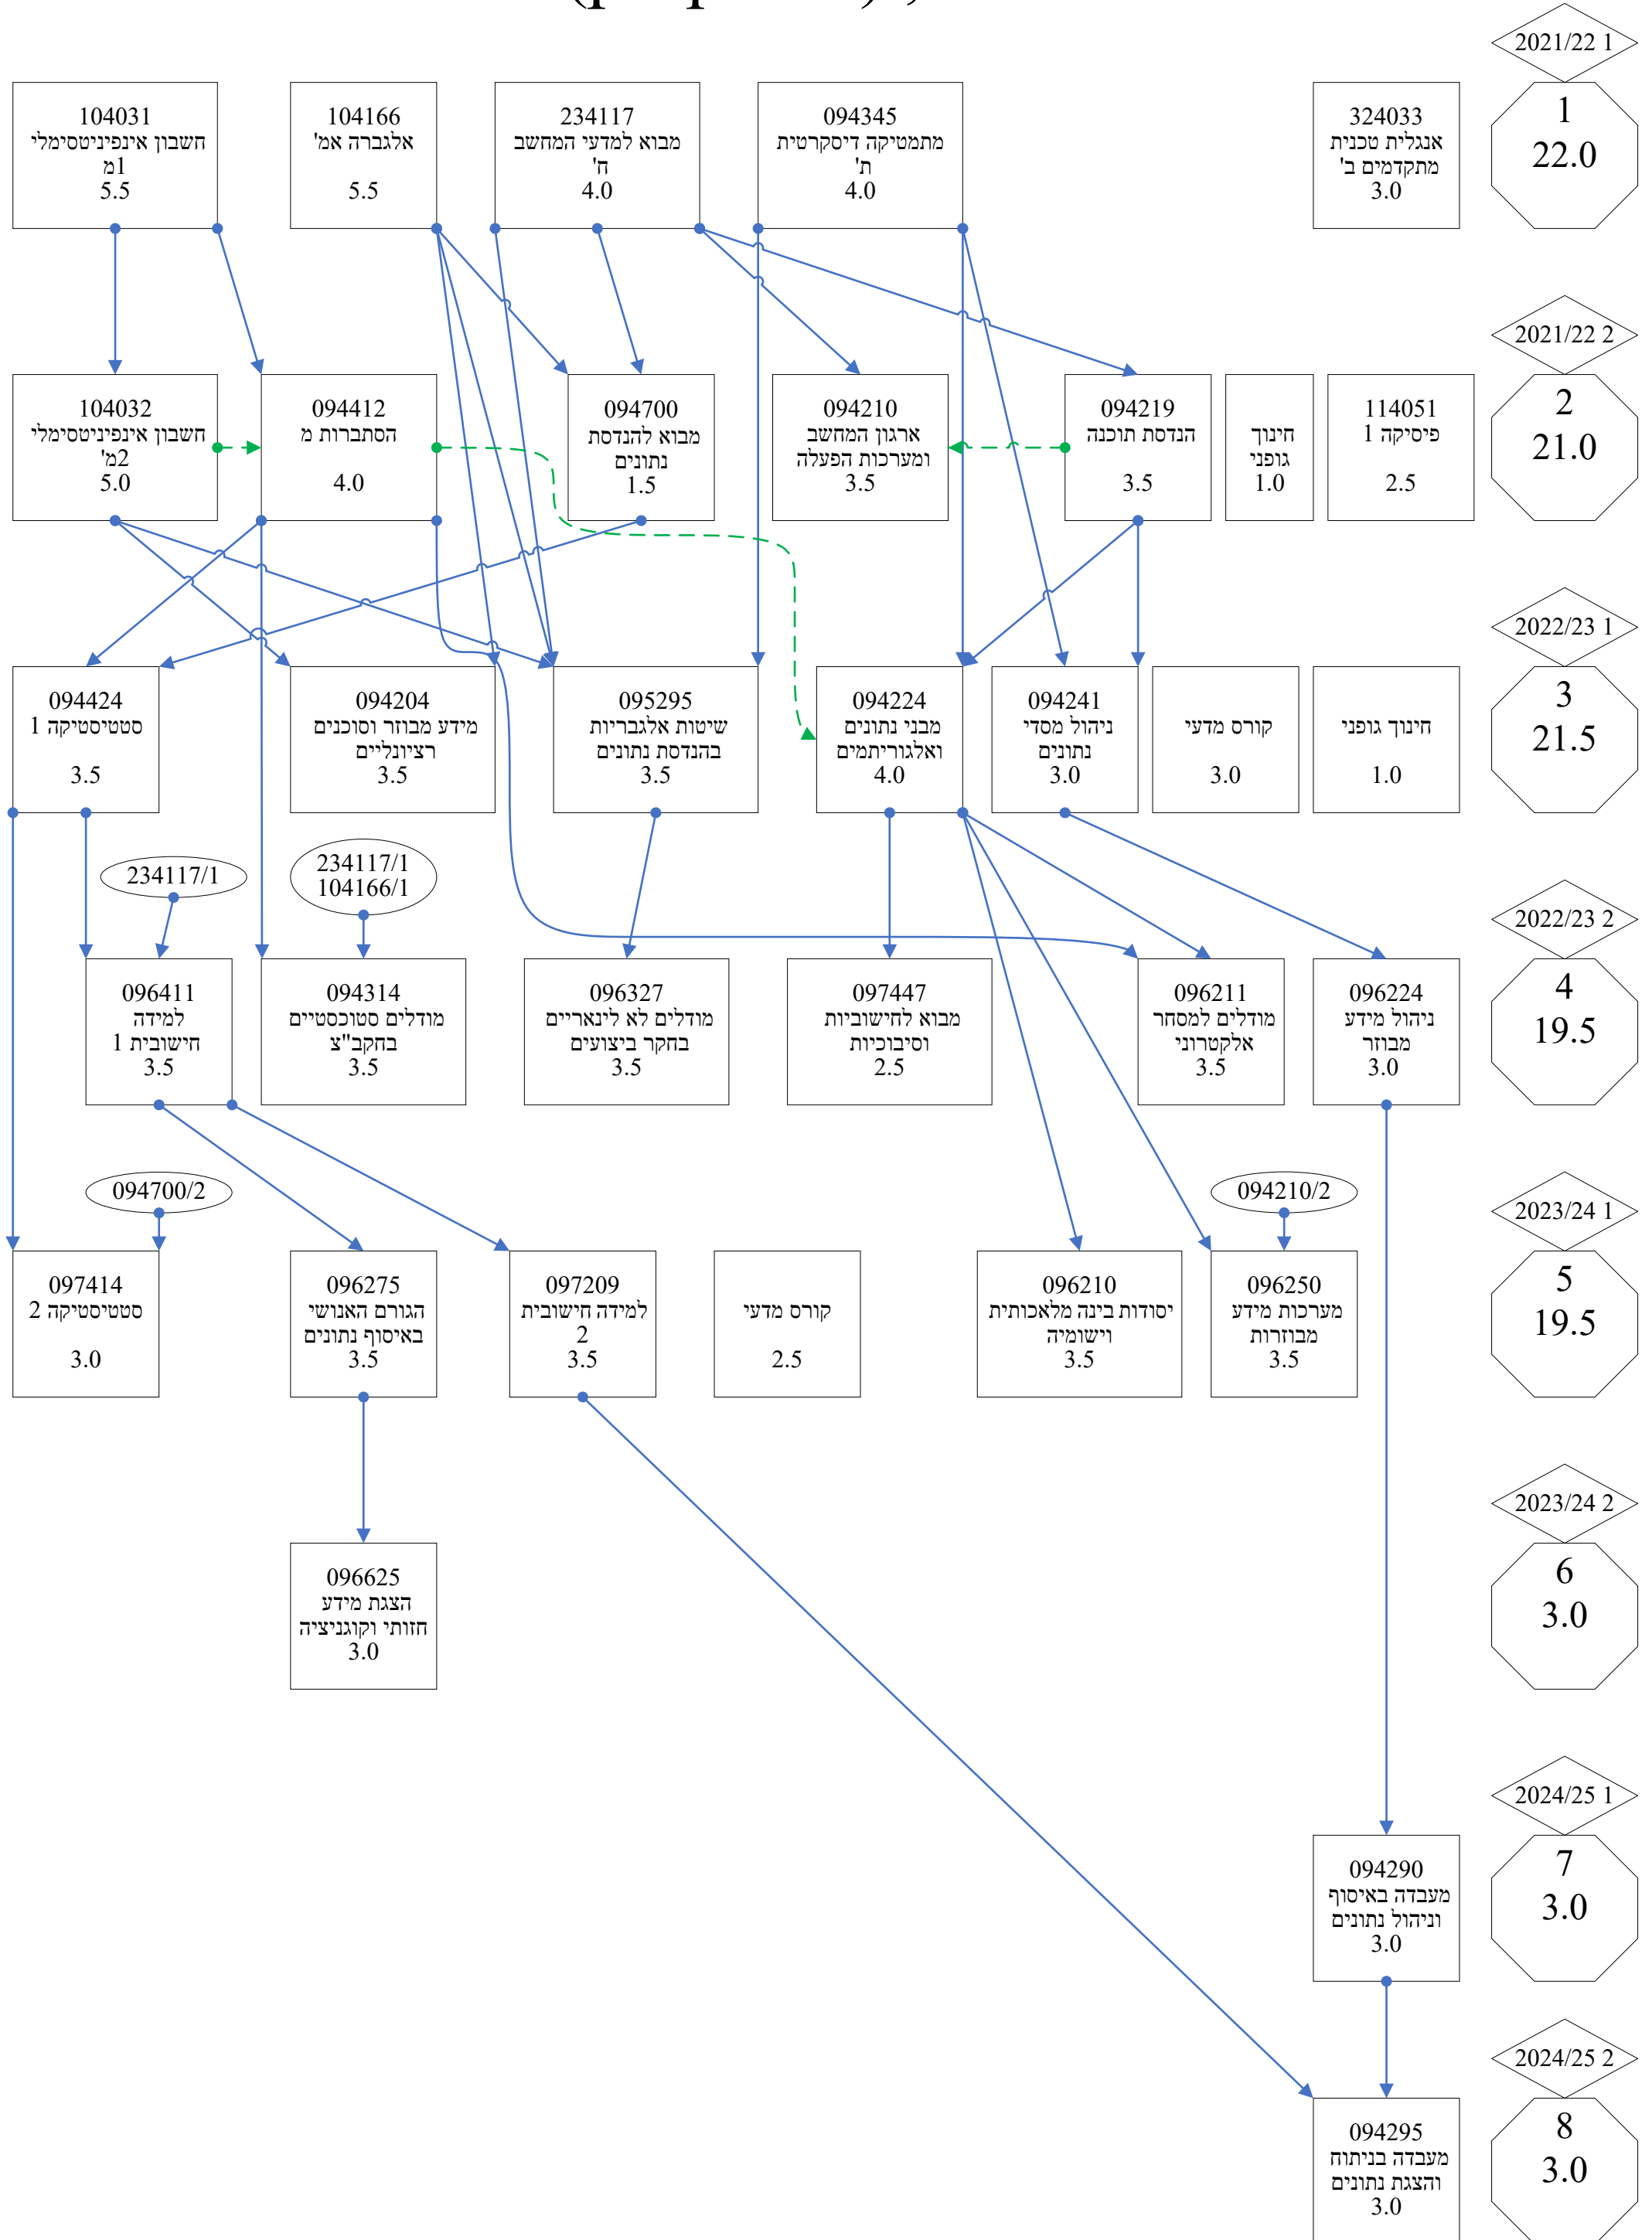 2021/22 1
104031
חשבון אינפיניטסימלי
1מ
5.5
104166
אלגברה אמ'
5.5
234117
מבוא למדעי המחשב
ח'
4.0
094345
מתמטיקה דיסקרטית
ת'
4.0
324033
אנגלית טכנית
מתקדמים ב'
3.0
1
22.0
2021/22 2
104032
חשבון אינפיניטסימלי
2מ'
5.0
094412
הסתברות מ
4.0
094700
מבוא להנדסת
נתונים
1.5
094210
ארגון המחשב
ומערכות הפעלה
3.5
094219
הנדסת תוכנה
3.5
חינוך
גופני
1.0
114051
פיסיקה 1
2.5
2
21.0
2022/23 1
094424
סטטיסטיקה 1
3.5
094204
מידע מבוזר וסוכנים
רציונליים
3.5
095295
שיטות אלגבריות
בהנדסת נתונים
3.5
094224
מבני נתונים
ואלגוריתמים
4.0
094241
ניהול מסדי
נתונים
3.0
קורס מדעי
3.0
חינוך גופני
1.0
3
21.5
234117/1
234117/1
104166/1
2022/23 2
096411
למידה
חישובית 1
3.5
094314
מודלים סטוכסטיים
בחקב"צ
3.5
096327
מודלים לא לינאריים
בחקר ביצועים
3.5
097447
מבוא לחישוביות
וסיבוכיות
2.5
096211
מודלים למסחר
אלקטרוני
3.5
096224
ניהול מידע
מבוזר
3.0
4
19.5
094700/2
094210/2
2023/24 1
097414
סטטיסטיקה 2
3.0
096275
הגורם האנושי
באיסוף נתונים
3.5
097209
למידה חישובית
2
3.5
קורס מדעי
2.5
096210
יסודות בינה מלאכותית
וישומיה
3.5
096250
מערכות מידע
מבוזרות
3.5
5
19.5
2023/24 2
096625
הצגת מידע
חזותי וקוגניציה
3.0
6
3.0
2024/25 1
094290
מעבדה באיסוף
וניהול נתונים
3.0
7
3.0
2024/25 2
094295
מעבדה בניתוח
והצגת נתונים
3.0
8
3.0